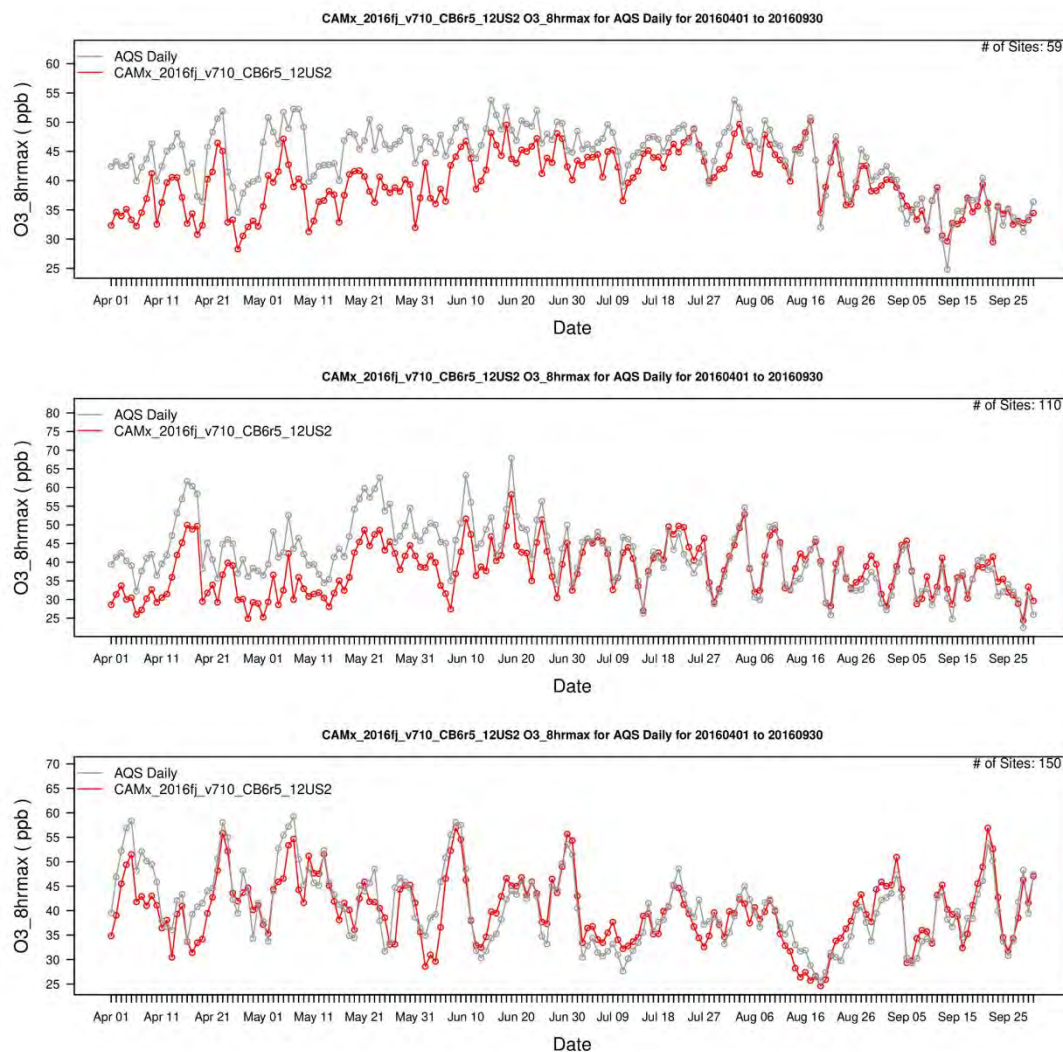 CAMx_2016fj_v710_CB6r5_12US2 O3_8hrmax for AQS Daily for 20160401 to 20160930
# of Sites: 59
AQS Daily
CAMx_2016fj_v710_CB6r5_12US2
O3_8hrmax ( ppb )
60
55
50
45
40
35
30
25
Apr 01 Apr 11 Apr 21 May 01 May 11 May 21 May 31 Jun 10 Jun 20 Jun 30 Jul 09 Jul 18 Jul 27 Aug 06 Aug 16 Aug 26 Sep 05 Sep 15 Sep 25
Date
CAMx_2016fj_v710_CB6r5_12US2 O3_8hrmax for AQS Daily for 20160401 to 20160930
# of Sites: 110
AQS Daily
CAMx_2016fj_v710_CB6r5_12US2
O3_8hrmax ( ppb )
80
75
70
65
60
55
50
45
40
35
30
25
Apr 01 Apr 11 Apr 21 May 01 May 11 May 21 May 31 Jun 10 Jun 20 Jun 30 Jul 09 Jul 18 Jul 27 Aug 06 Aug 16 Aug 26 Sep 05 Sep 15 Sep 25
Date
CAMx_2016fj_v710_CB6r5_12US2 O3_8hrmax for AQS Daily for 20160401 to 20160930
# of Sites: 150
AQS Daily
CAMx_2016fj_v710_CB6r5_12US2
O3_8hrmax ( ppb )
70
65
60
55
50
45
40
35
30
25
Apr 01 Apr 11 Apr 21 May 01 May 11 May 21 May 31 Jun 10 Jun 20 Jun 30 Jul 09 Jul 18 Jul 27 Aug 06 Aug 16 Aug 26 Sep 05 Sep 15 Sep 25
Date